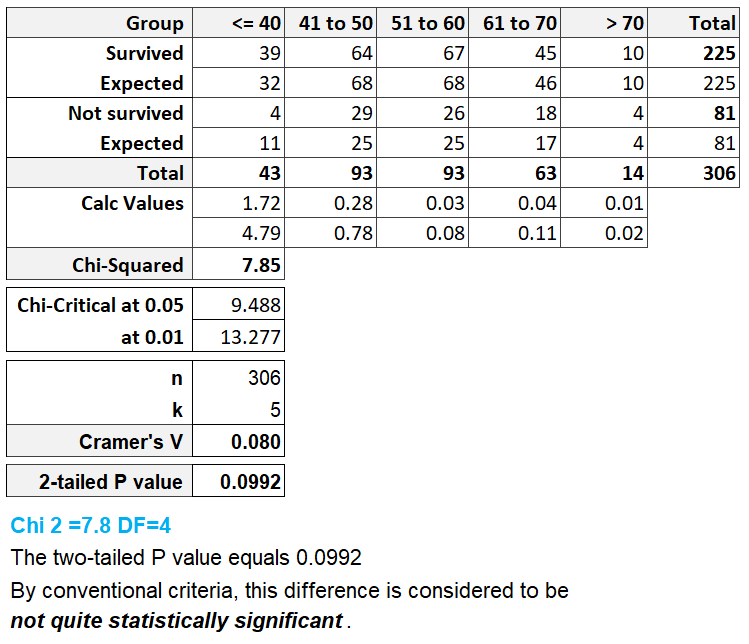 Group <= 40 41 to 50 51 to 60 61 to 70 > 70 Total
Survived 39 64 67 45 10 225
Expected 32 68 68 46 10 225
Not survived 4 29 26 18 4 81
Expected 11 25 25 17 4 81
Total 43 93 93 63 14 306
Calc Values 1.72 0.28 0.03 0.04 0.01
4.79 0.78 0.08 0.11 0.02
Chi-Squared 7.85
Chi-Critical at 0.05 9.488
at 0.01 13.277
n 306
k 5
Cramer's V 0.080
2-tailed P value 0.0992
Chi 2 =7.8 DF=4
The two-tailed P value equals 0.0992
By conventional criteria, this difference is considered to be
not quite statistically significant.